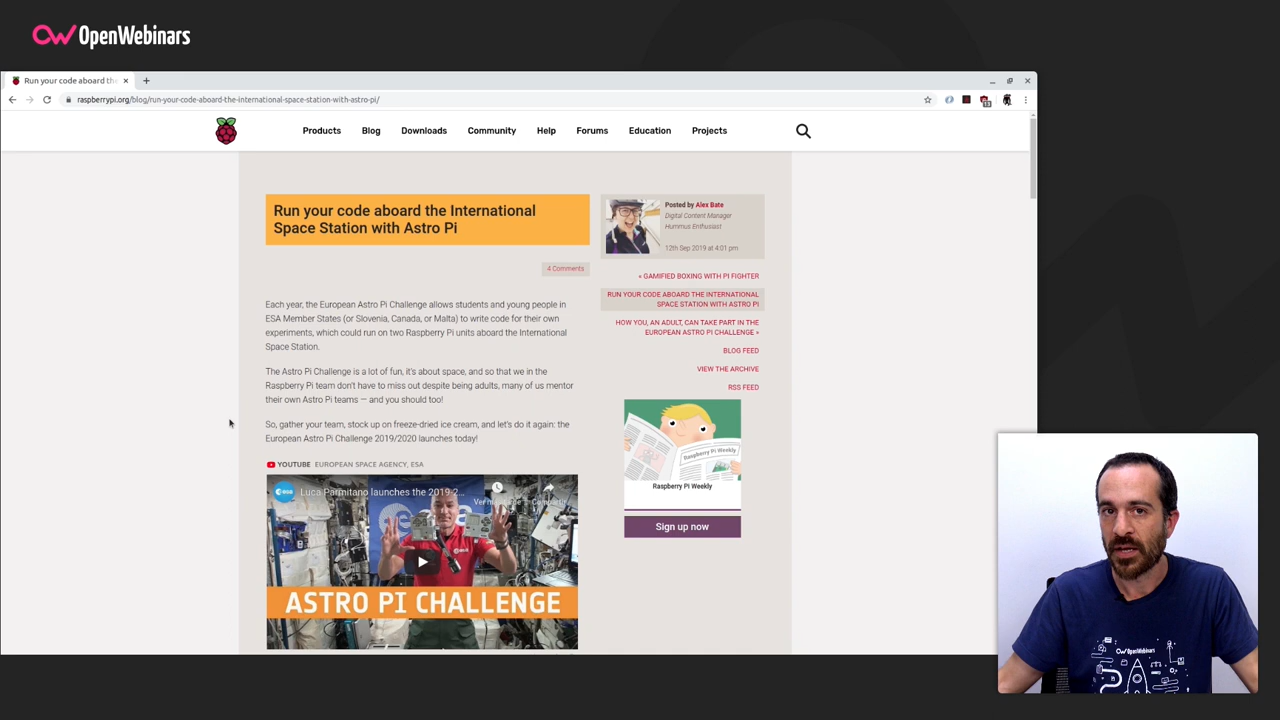 OpenWebinars
Run your code aboard th
raspberrypi.org/blog/run-your-code-aboard-the-international-space-station-with-astro-pi/
Products Blog Downloads Community Help Forums Education Projects
Run your code aboard the International
Space Station with Astro Pi
4 Comments
Posted by Alex Bate
Digital Content Manager
Hummus Enthusiast
12th Sep 2019 at 4:01 pm
« GAMIFIED BOXING WITH PI FIGHTER
RUN YOUR CODE ABOARD THE INTERNATIONAL
SPACE STATION WITH ASTRO PI
HOW YOU, AN ADULT, CAN TAKE PART IN THE
EUROPEAN ASTRO PI CHALLENGE »
BLOG FEED
VIEW THE ARCHIVE
RSS FEED
Each year, the European Astro Pi Challenge allows students and young people in
ESA Member States (or Slovenia, Canada, or Malta) to write code for their own
experiments, which could run on two Raspberry Pi units aboard the International
Space Station.
The Astro Pi Challenge is a lot of fun, it's about space, and so that we in the
Raspberry Pi team don't have to miss out despite being adults, many of us mentor
their own Astro Pi teams — and you should too!
So, gather your team, stock up on freeze-dried ice cream, and let's do it again: the
European Astro Pi Challenge 2019/2020 launches today!
YOUTUBE EUROPEAN SPACE AGENCY, ESA
esa Luca Parmitano launches the 2019-2...
Compartir
ASTRO PI CHALLENGE
Raspberry Pi Weekly
Raspberry Pi Weekly
Sign up now
OpenWebinars